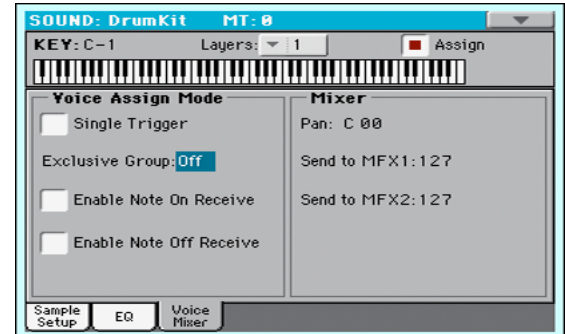 SOUND: DrumKit MT: 0
KEY: C-1 Layers: 1 Assign
Voice Assign Mode
Single Trigger
Exclusive Group: Off
Enable Note On Receive
Enable Note Off Receive
Mixer
Pan: C 00
Send to MFX1:127
Send to MFX2:127
Sample Setup
EQ
Voice Mixer